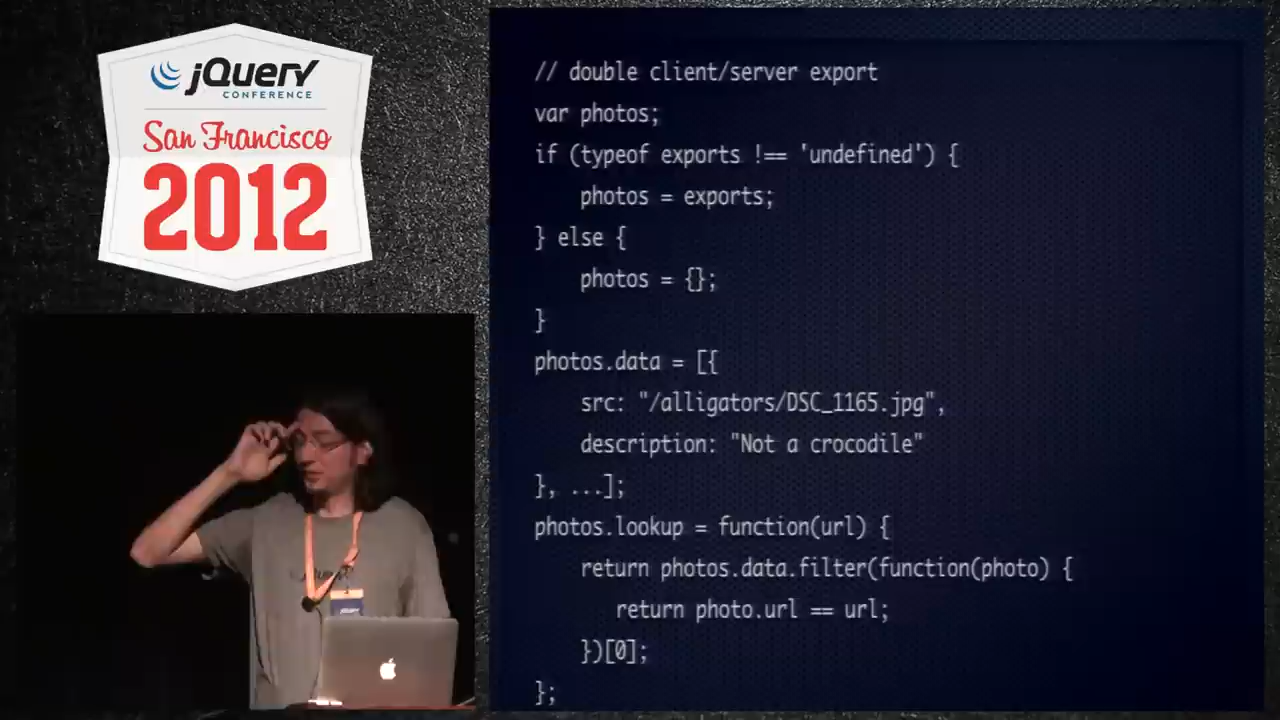 jQuery
CONFERENCE
San Francisco
2012
// double client/server export
var photos;
if (typeof exports !== 'undefined') {
photos = exports;
} else {
photos = {};
}
photos.data = [{
src: "/alligators/DSC_1165.jpg",
description: "Not a crocodile"
}, ...];
photos.lookup = function(url) {
return photos.data.filter(function(photo) {
return photo.url == url;
})[0];
};
jQuery